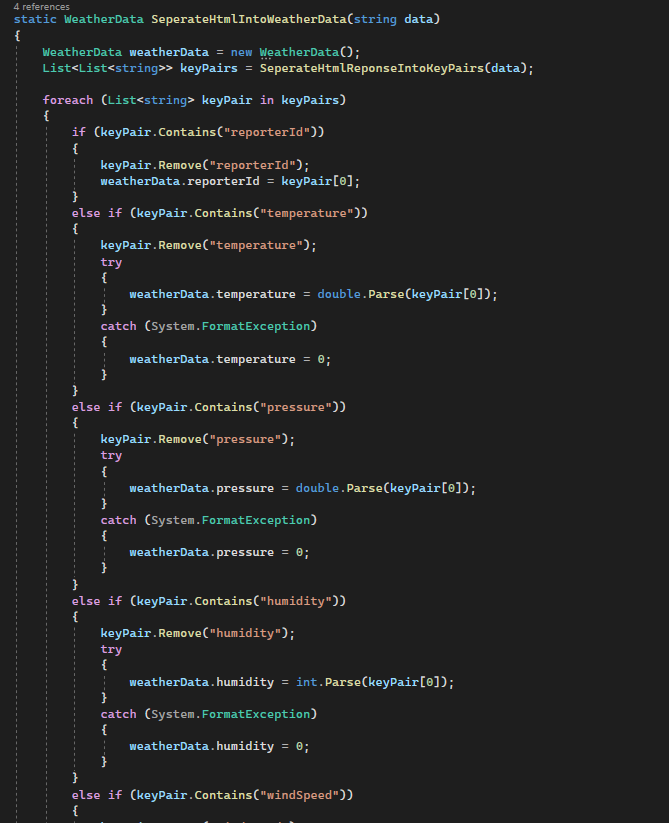 4 references
static WeatherData SeperateHtmlIntoWeatherData(string data)
{
WeatherData weatherData = new WeatherData();
List<List<string>> keyPairs = SeperateHtmlReponseIntoKeyPairs(data);
foreach (List<string> keyPair in keyPairs)
{
if (keyPair.Contains("reporterId"))
{
keyPair.Remove("reporterId");
weatherData.reporterId = keyPair[0];
}
else if (keyPair.Contains("temperature"))
{
keyPair.Remove("temperature");
try
{
weatherData.temperature = double.Parse(keyPair[0]);
}
catch (System.FormatException)
{
weatherData.temperature = 0;
}
}
else if (keyPair.Contains("pressure"))
{
keyPair.Remove("pressure");
try
{
weatherData.pressure = double.Parse(keyPair[0]);
}
catch (System.FormatException)
{
weatherData.pressure = 0;
}
}
else if (keyPair.Contains("humidity"))
{
keyPair.Remove("humidity");
try
{
weatherData.humidity = int.Parse(keyPair[0]);
}
catch (System.FormatException)
{
weatherData.humidity = 0;
}
}
else if (keyPair.Contains("windSpeed"))
{